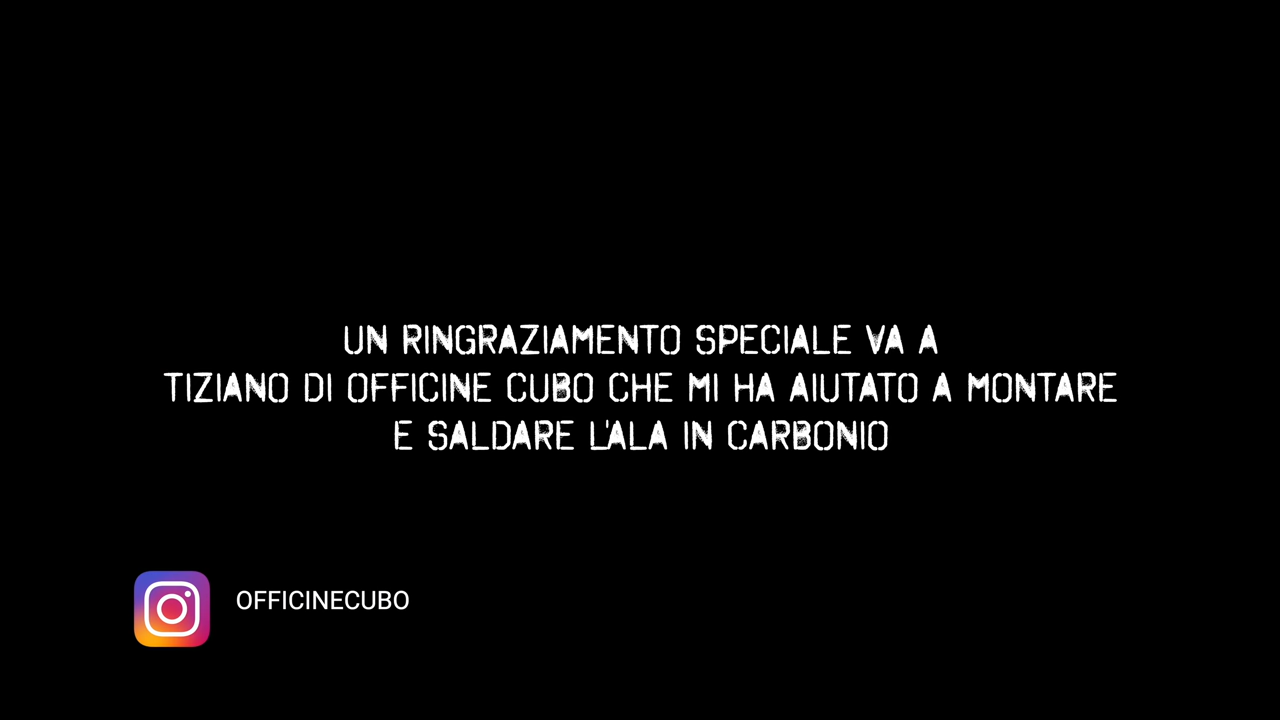 UN RINGRAZIAMENTO SPECIALE VA A
TIZIANO DI OFFICINE CUBO CHE MI HA AIUTATO A MONTARE
E SALDARE L'ALA IN CARBONIO
OFFICINECUBO